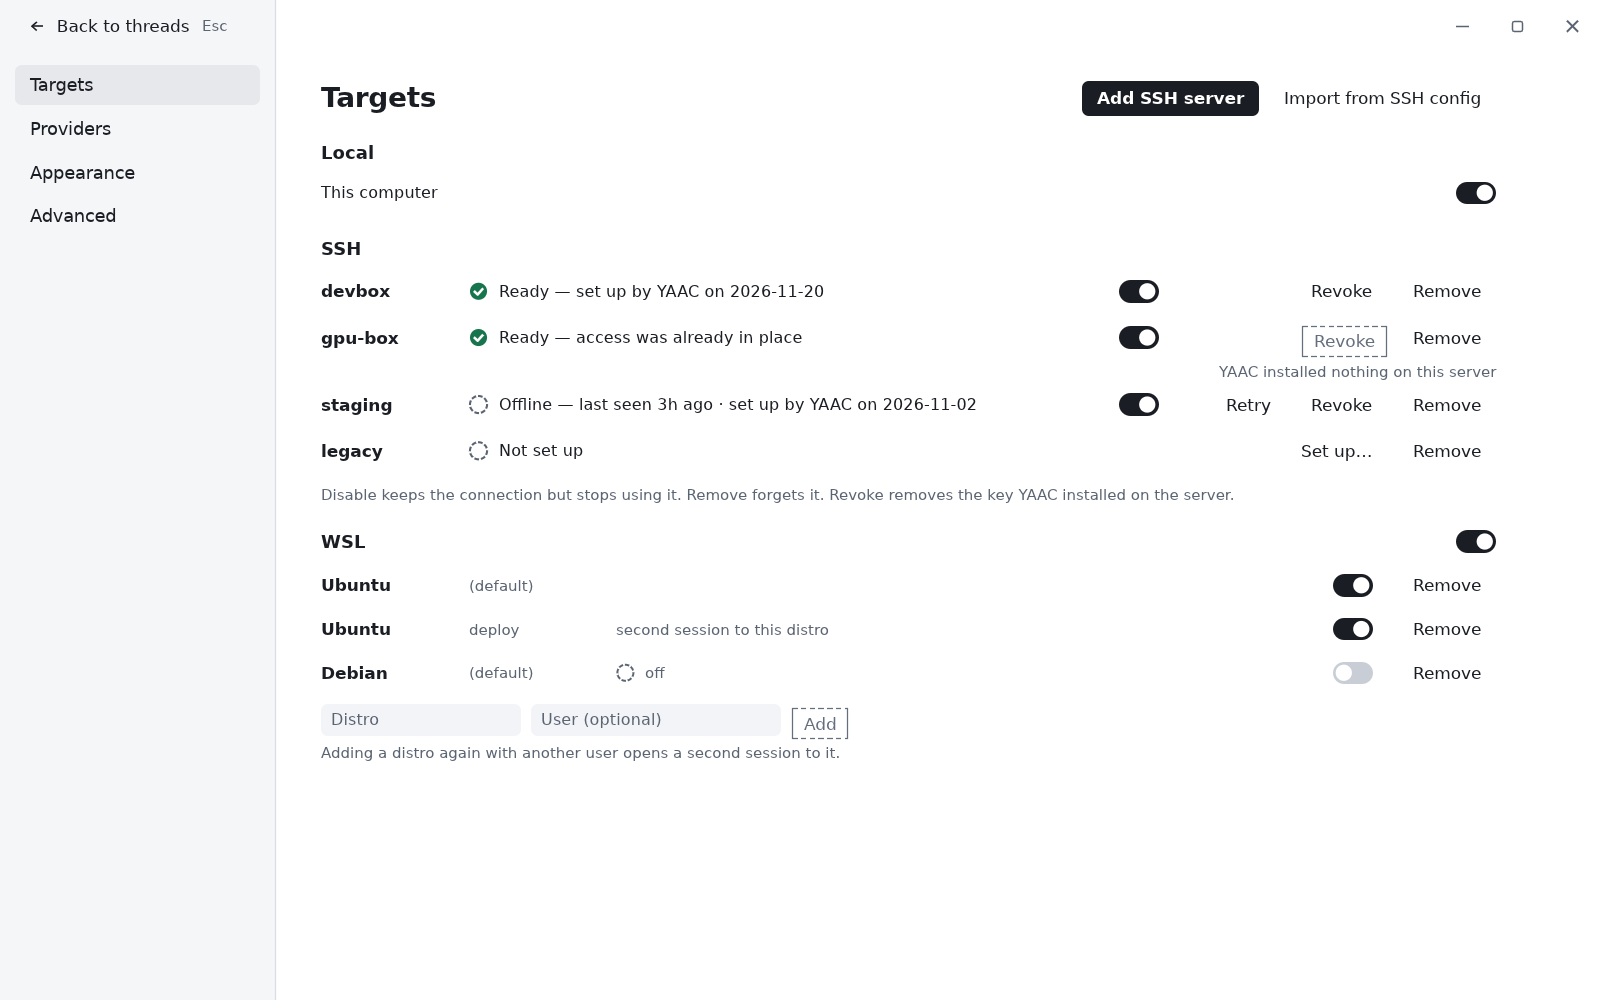 Back to threads Esc
Targets
Providers
Appearance
Advanced
Targets Add SSH server Import from SSH config
Local
This computer
SSH
devbox Ready — set up by YAAC on 2026-11-20 Revoke Remove
gpu-box Ready — access was already in place Revoke Remove
YAAC installed nothing on this server
staging Offline — last seen 3h ago · set up by YAAC on 2026-11-02 Retry Revoke Remove
legacy Not set up Set up… Remove
Disable keeps the connection but stops using it. Remove forgets it. Revoke removes the key YAAC installed on the server.
WSL
Ubuntu (default) Remove
Ubuntu deploy second session to this distro Remove
Debian (default) off Remove
Distro User (optional) Add
Adding a distro again with another user opens a second session to it.